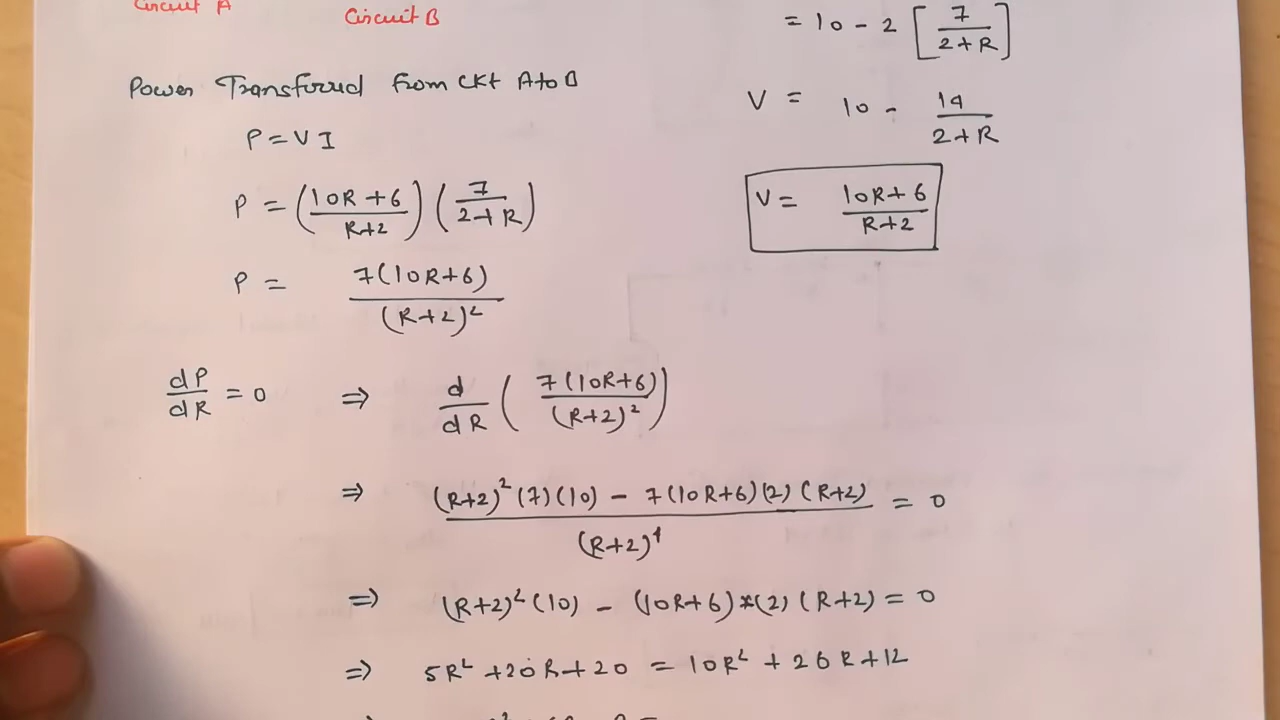 Circuit A
Circuit B
Power Transferred from CKt A to B
P = V I
P = (10R + 6 / R+2) (7 / 2+R)
P = 7(10R+6) / (R+2)²
dP/dR = 0 ⇒ d/dR (7(10R+6) / (R+2)²)
⇒ (R+2)²(7)(10) - 7(10R+6)(2)(R+2) / (R+2)⁴ = 0
⇒ (R+2)²(10) - (10R+6)*(2)(R+2) = 0
⇒ 5R² + 20R + 20 = 10R² + 26R + 12
= 10 - 2 [7 / 2+R]
V = 10 - 14 / 2+R
V = 10R + 6 / R+2